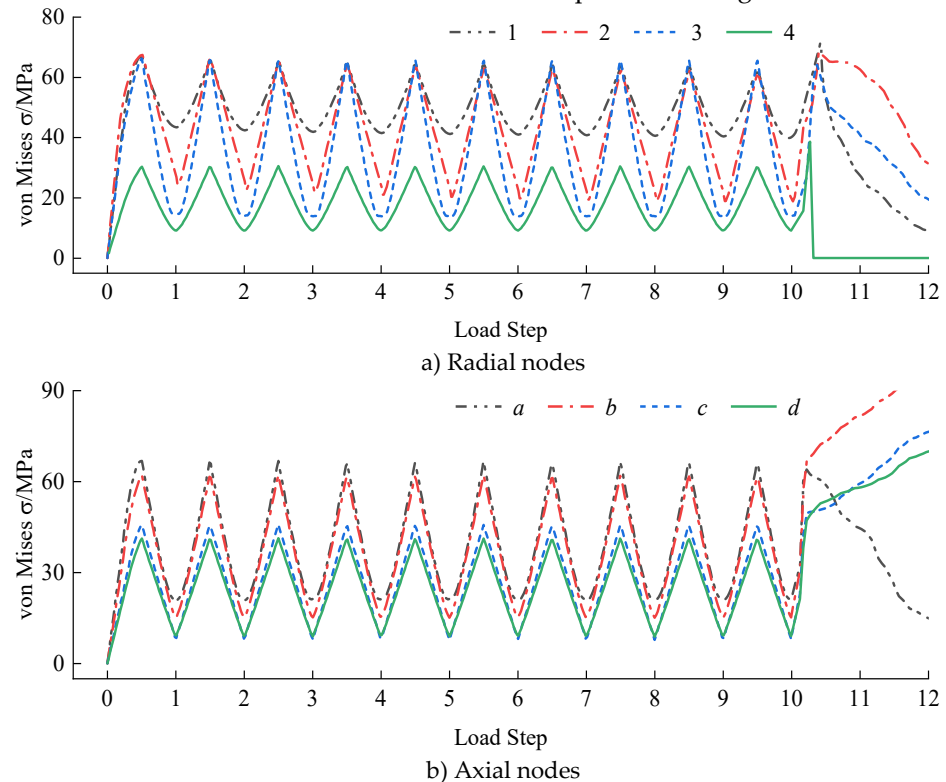 80
60
40
20
0
von Mises σ/MPa
1 2 3 4
0 1 2 3 4 5 6 7 8 9 10 11 12
Load Step
a) Radial nodes
90
60
30
0
von Mises σ/MPa
a b c d
0 1 2 3 4 5 6 7 8 9 10 11 12
Load Step
b) Axial nodes